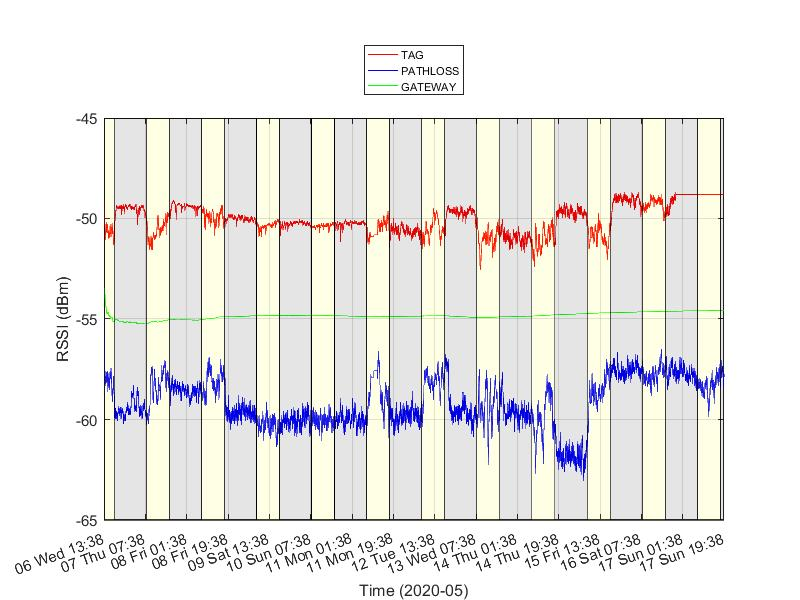 TAG
PATHLOSS
GATEWAY
-45
-50
-55
-60
-65
RSSI (dBm)
06 Wed 13:38
07 Thu 07:38
08 Fri 01:38
08 Fri 19:38
09 Sat 13:38
10 Sun 07:38
11 Mon 01:38
11 Mon 19:38
12 Tue 13:38
13 Wed 07:38
14 Thu 01:38
14 Thu 19:38
15 Fri 13:38
16 Sat 07:38
17 Sun 01:38
17 Sun 19:38
Time (2020-05)